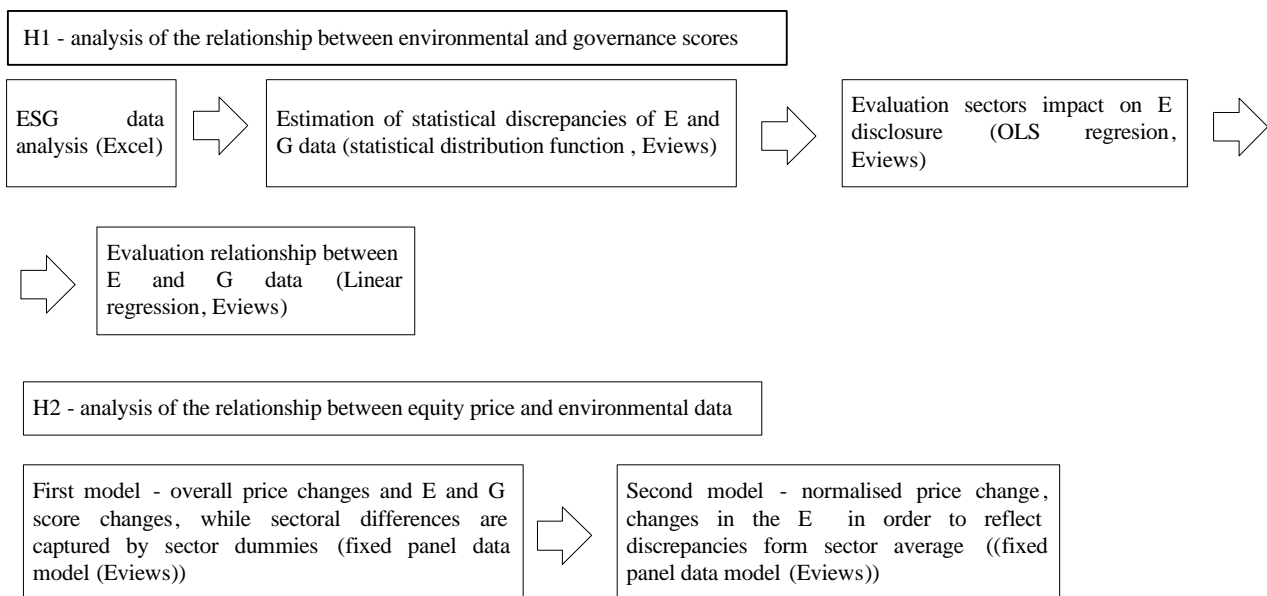 H1 - analysis of the relationship between environmental and governance scores
ESG data
analysis (Excel)
Estimation of statistical discrepancies of E and
G data (statistical distribution function , Eviews)
Evaluation sectors impact on E
disclosure (OLS regresion,
Eviews)
Evaluation relationship between
E and G data (Linear
regression, Eviews)
H2 - analysis of the relationship between equity price and environmental data
First model - overall price changes and E and G
score changes, while sectoral differences are
captured by sector dummies (fixed panel data
model (Eviews))
Second model - normalised price change,
changes in the E in order to reflect
discrepancies form sector average ((fixed
panel data model (Eviews))